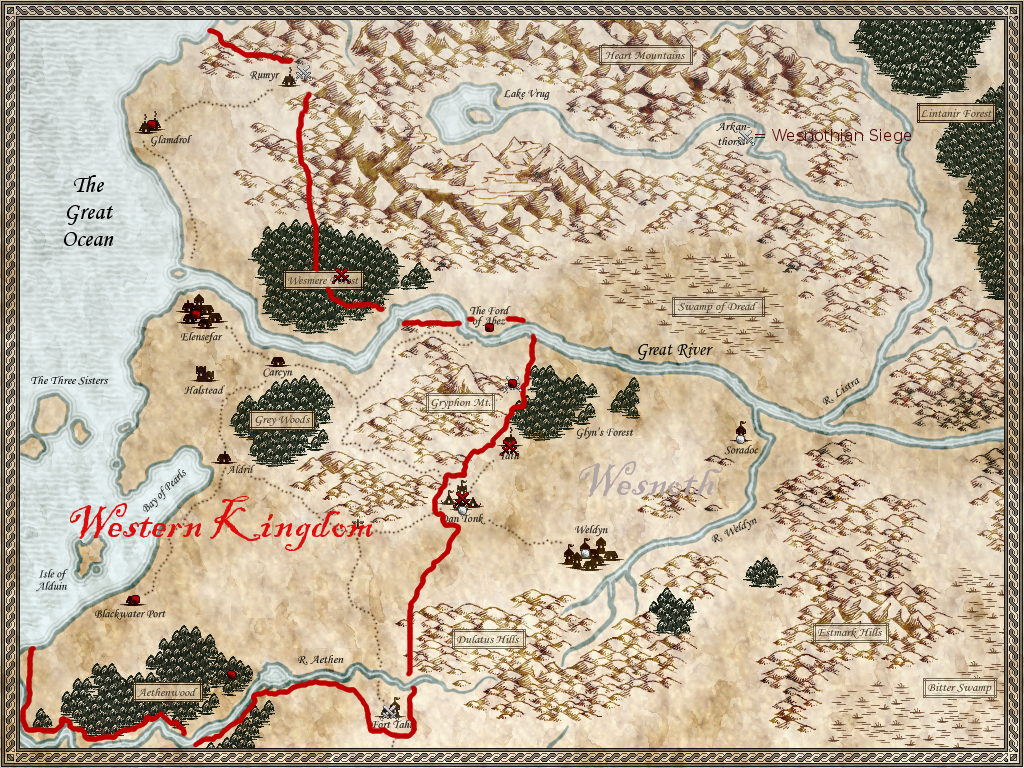 Heart Mountains
Rumyr
Lake Vrug
Lintanir Forest
Arkan-
thoria
= Wesnothian Siege
Glamdrol
The
Great
Ocean
Wesmere
Swamp of Dread
The Ford
of Abez
Elensefar
Great River
Carcyn
The Three Sisters
Halstead
R. Listra
Gryphon Mt.
Grey Woods
Glyn's Forest
Soradoc
Aldril
Bay of Pearls
Wesnoth
Western Kingdom
Dan Tonk
Weldyn
R. Weldyn
Isle of
Alduin
Blackwater Port
Dulatus Hills
Estmark Hills
R. Aethen
Aethenwood
Bitter Swamp
Fort Tahn